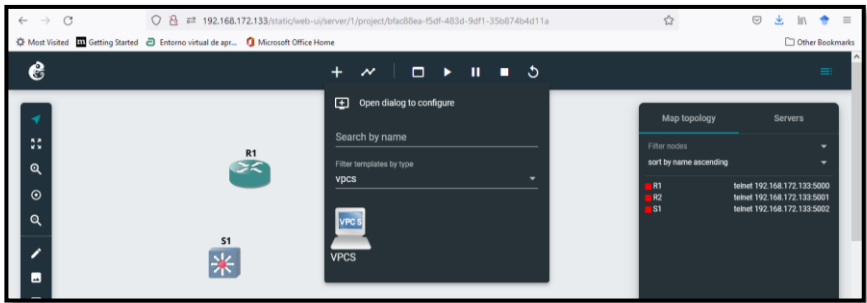 192.168.172.133/static/web-ui/server/1/project/bfac88ea-f5df-483d-9df1-35b874b4d11a
Most Visited Getting Started Entorno virtual de apr... Microsoft Office Home Other Bookmarks
Open dialog to configure
Search by name
Filter templates by type
vpcs
VPCS
VPCS
R1
S1
Map topology Servers
Filter nodes
sort by name ascending
R1 telnet 192.168.172.133:5000
R2 telnet 192.168.172.133:5001
S1 telnet 192.168.172.133:5002